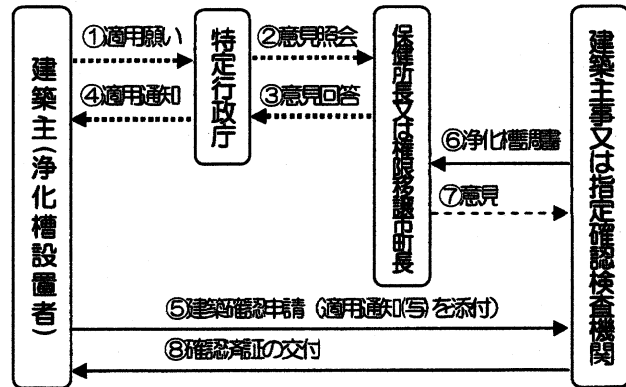 建築主(浄化槽設置者)
①適用願い
④適用通知
特定行政庁
②意見照会
③意見回答
保健所長又は権限移譲市町長
⑥浄化槽調書
⑦意見
建築主事又は指定確認検査機関
⑤建築確認申請(適用通知(写)を添付)
⑧確認済証の交付